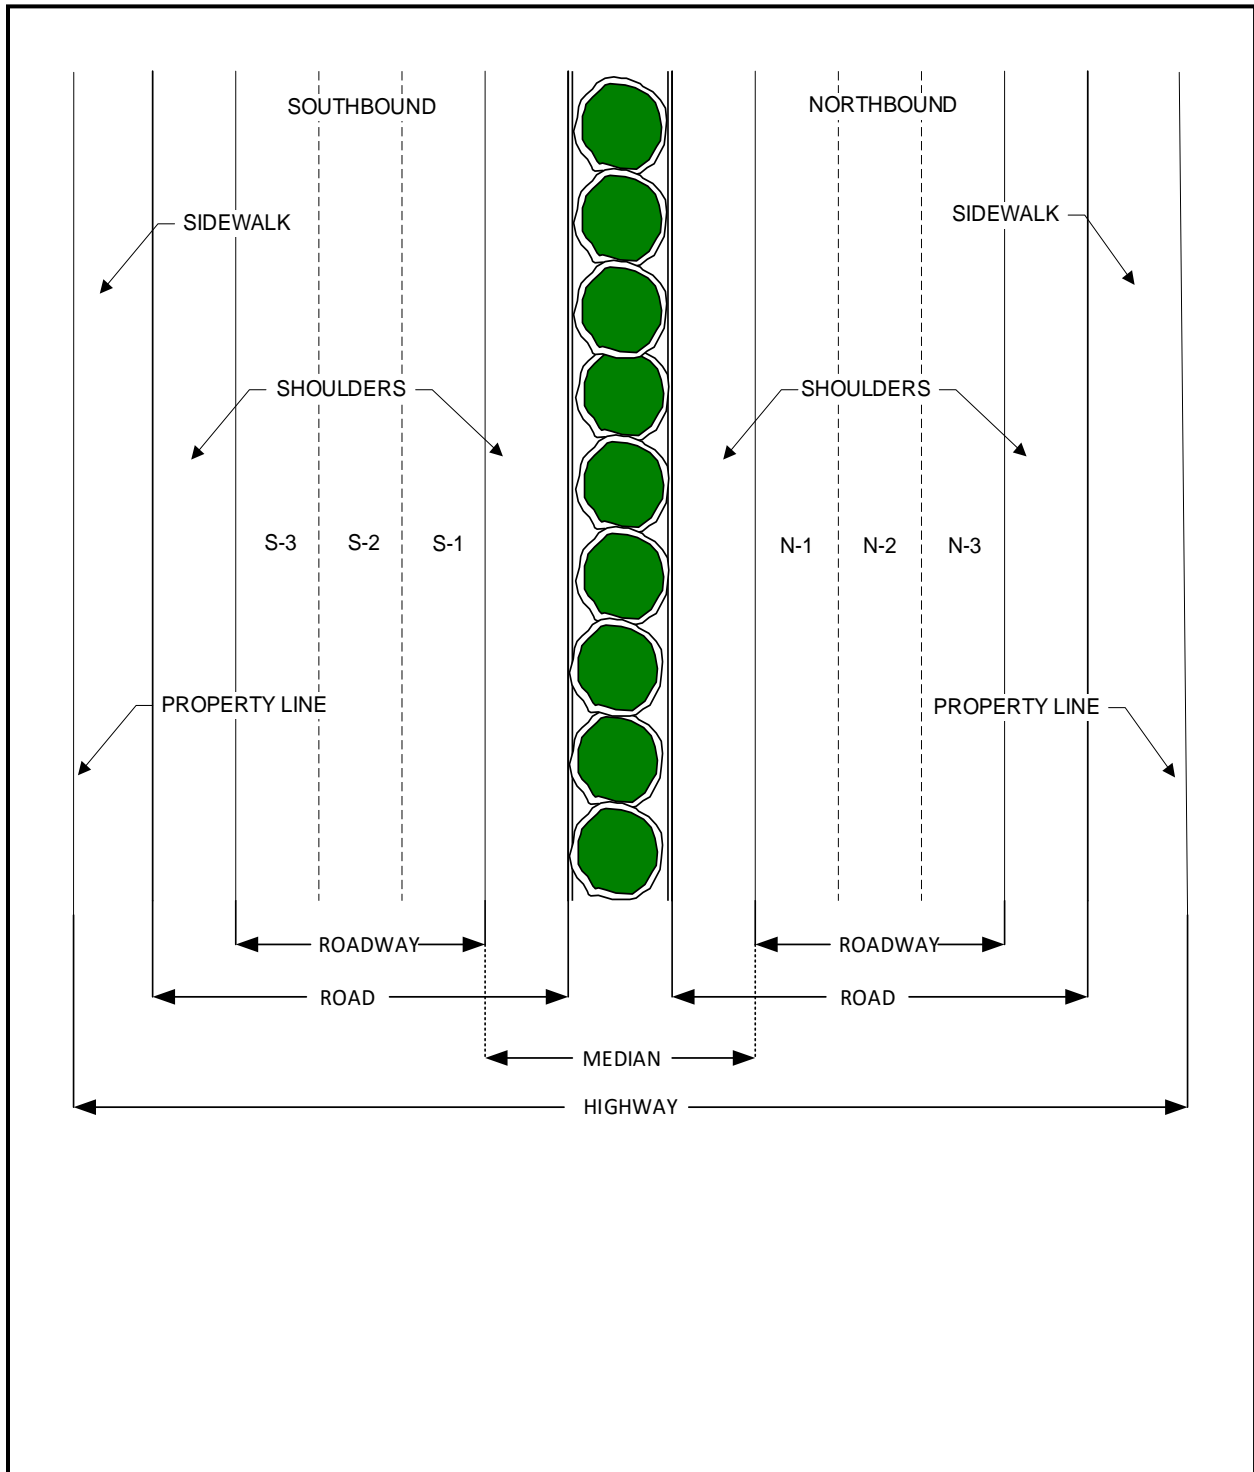 SOUTHBOUND
NORTHBOUND
SIDEWALK
SIDEWALK
SHOULDERS
SHOULDERS
S-3
S-2
S-1
N-1
N-2
N-3
PROPERTY LINE
PROPERTY LINE
ROADWAY
ROADWAY
ROAD
ROAD
MEDIAN
HIGHWAY